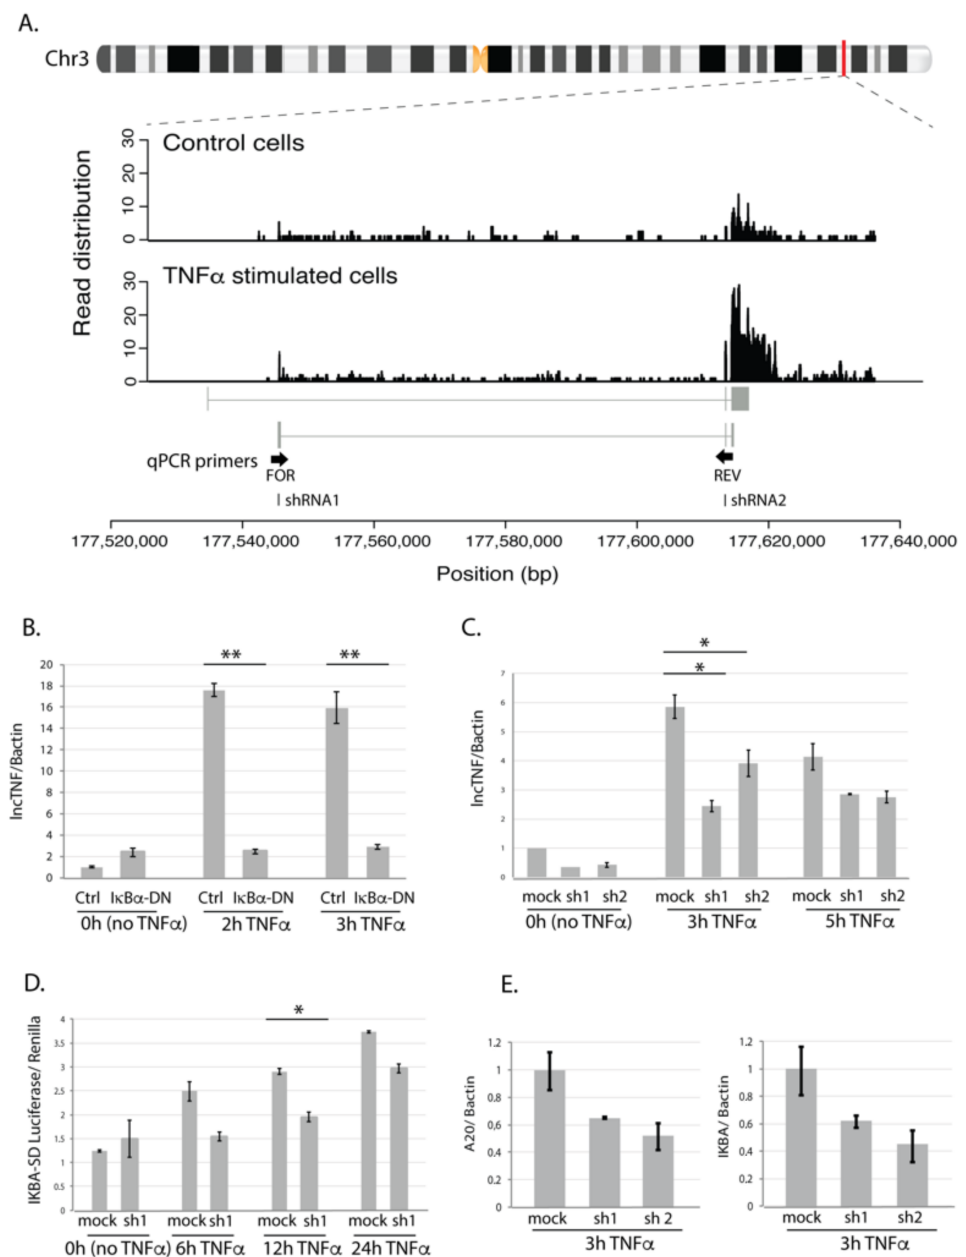 A.
Chr3
Read distribution
Control cells
30
20
10
0
TNFα stimulated cells
30
20
10
0
qPCR primers
FOR
REV
shRNA1
shRNA2
177,520,000 177,540,000 177,560,000 177,580,000 177,600,000 177,620,000 177,640,000
Position (bp)
B.
lncTNF/Bactin
20
18
16
14
12
10
8
6
4
2
0
**
**
Ctrl IκBα-DN Ctrl IκBα-DN Ctrl IκBα-DN
0h (no TNFα) 2h TNFα 3h TNFα
C.
lncTNF/Bactin
7
6
5
4
3
2
1
0
*
*
mock sh1 sh2 mock sh1 sh2 mock sh1 sh2
0h (no TNFα) 3h TNFα 5h TNFα
D.
IKBA-SD Luciferase/ Renilla
4
3.5
3
2.5
2
1.5
1
0.5
0
*
mock sh1 mock sh1 mock sh1 mock sh1
0h (no TNFα) 6h TNFα 12h TNFα 24h TNFα
E.
A20/ Bactin
1.2
1
0.8
0,6
0.4
0.2
0
mock sh1 sh 2
3h TNFα
IKBA/ Bactin
1.2
1
0.8
0.6
0.4
0.2
0
mock sh1 sh2
3h TNFα